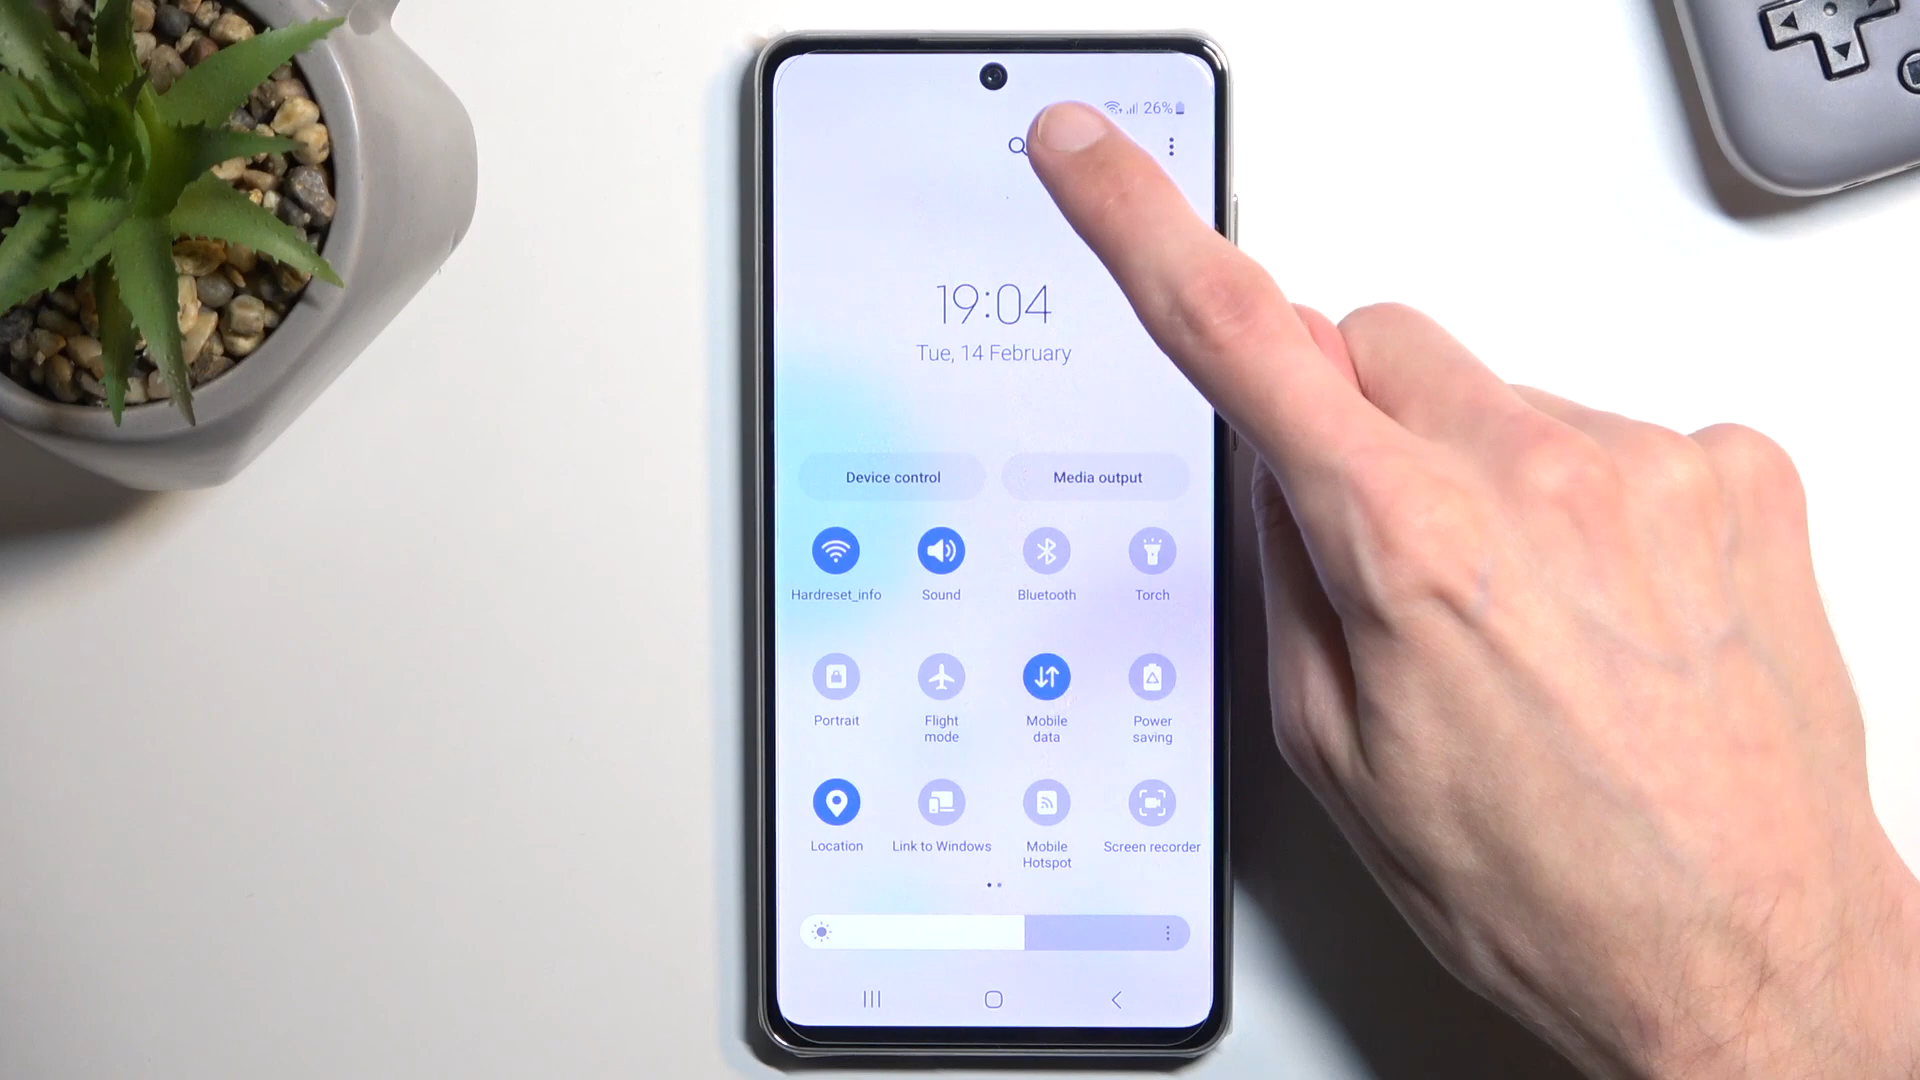 26%
19:04
Tue, 14 February
Device control
Media output
Hardreset_info
Sound
Bluetooth
Torch
Portrait
Flight
mode
Mobile
data
Power
saving
Location
Link to Windows
Mobile
Hotspot
Screen recorder